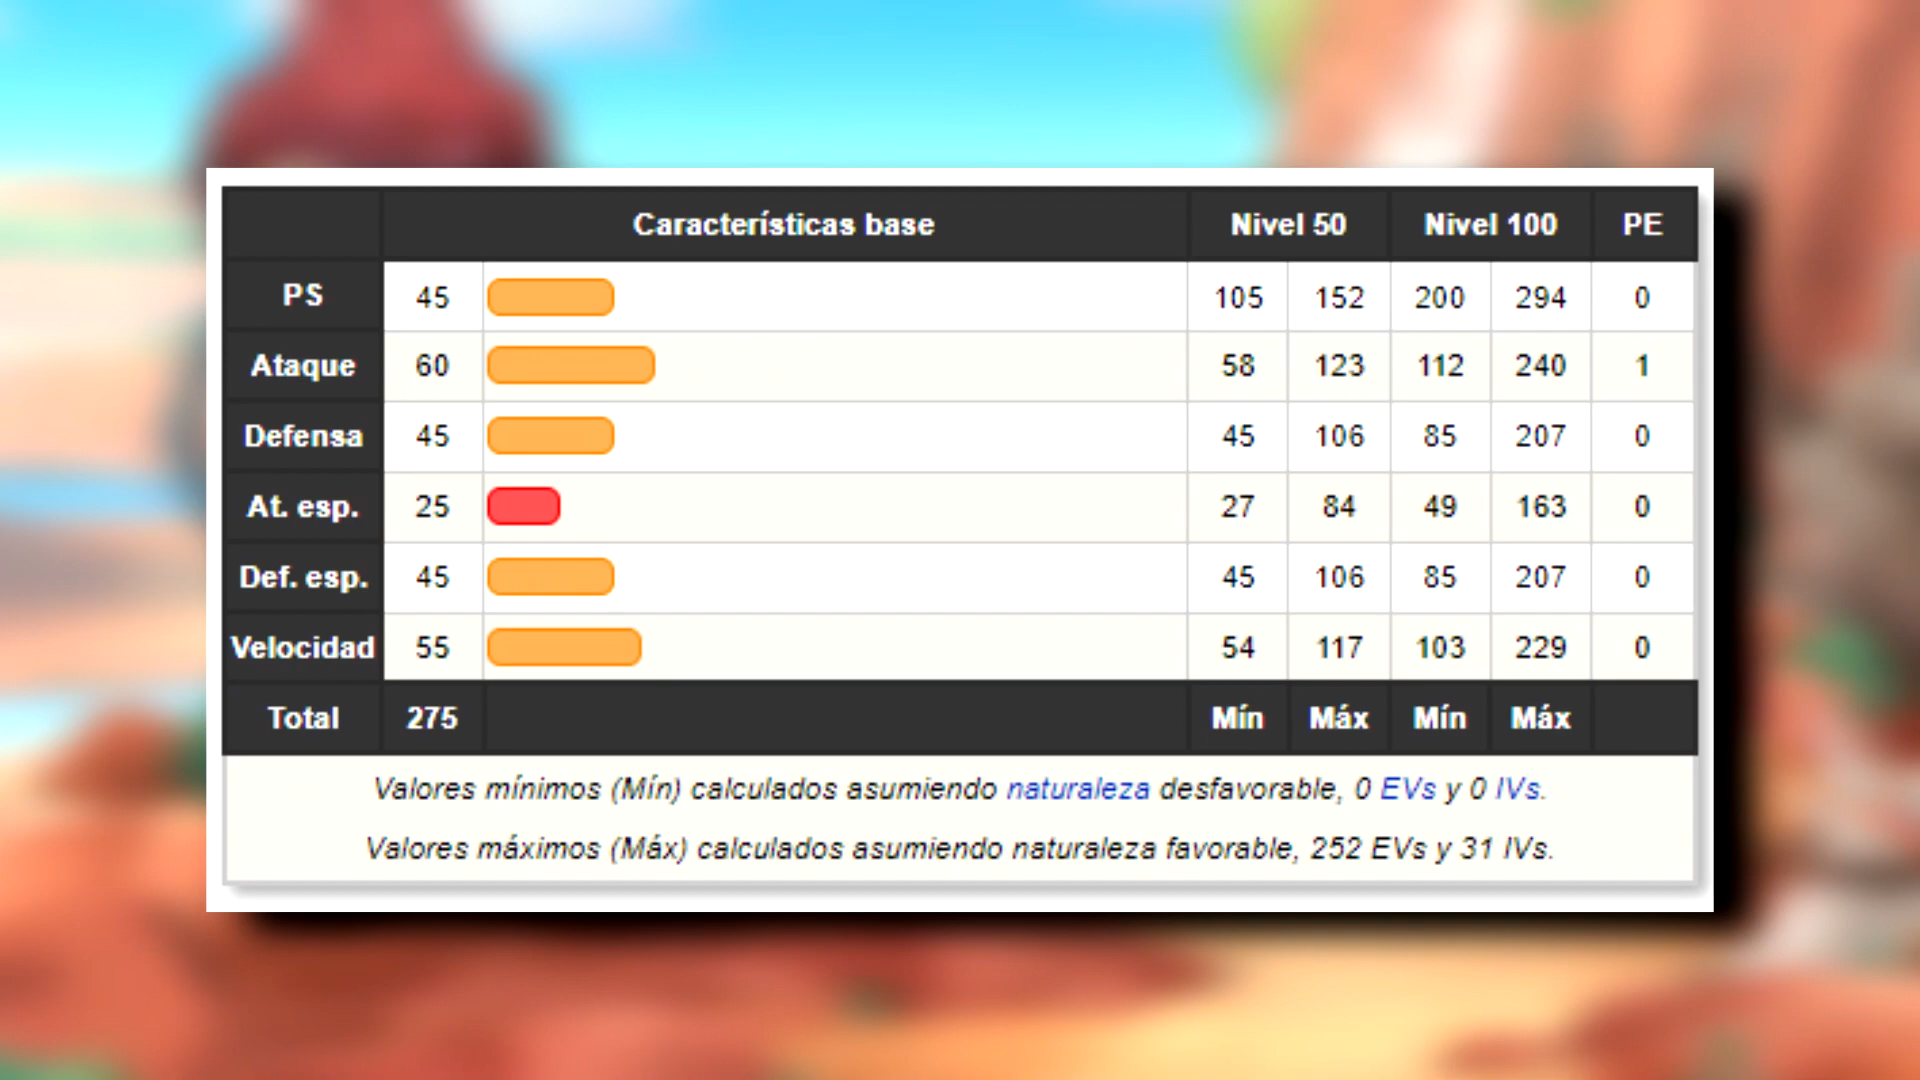 Características base Nivel 50 Nivel 100 PE
PS 45 105 152 200 294 0
Ataque 60 58 123 112 240 1
Defensa 45 45 106 85 207 0
At. esp. 25 27 84 49 163 0
Def. esp. 45 45 106 85 207 0
Velocidad 55 54 117 103 229 0
Total 275 Mín Máx Mín Máx
Valores mínimos (Mín) calculados asumiendo naturaleza desfavorable, 0 EVs y 0 IVs.
Valores máximos (Máx) calculados asumiendo naturaleza favorable, 252 EVs y 31 IVs.